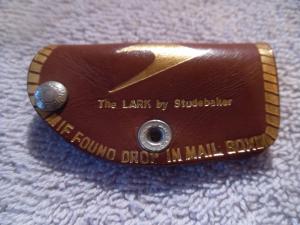 The LARK by Studebaker
IF FOUND DROP IN MAIL BOX